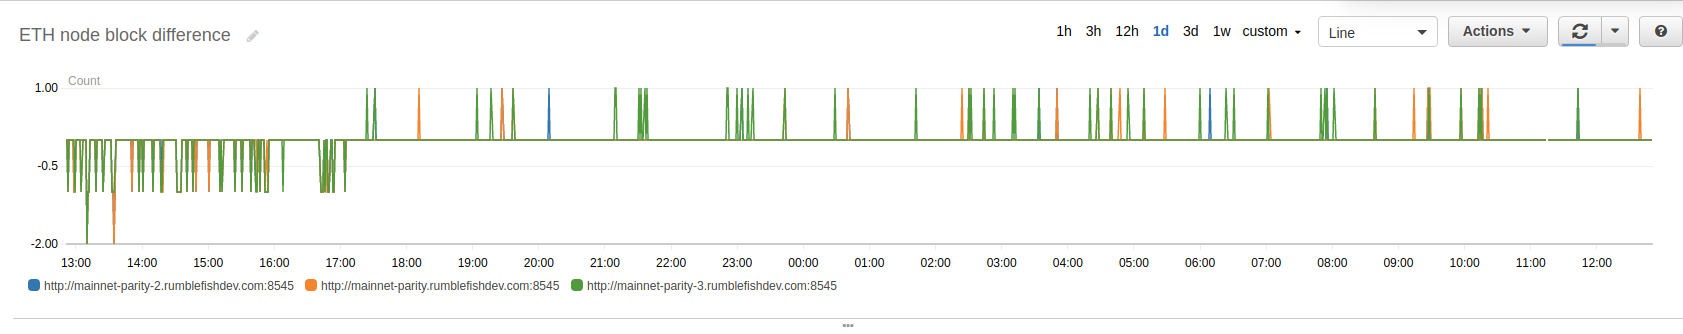 ETH node block difference
1h 3h 12h 1d 3d 1w custom Line Actions ?
Count
1.00
-0.5
-2.00
13:00 14:00 15:00 16:00 17:00 18:00 19:00 20:00 21:00 22:00 23:00 00:00 01:00 02:00 03:00 04:00 05:00 06:00 07:00 08:00 09:00 10:00 11:00 12:00
http://mainnet-parity-2.rumblefishdev.com:8545 http://mainnet-parity.rumblefishdev.com:8545 http://mainnet-parity-3.rumblefishdev.com:8545